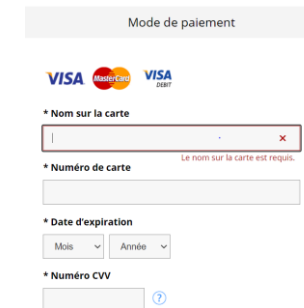 Mode de paiement
VISA MasterCard VISA
DEBIT
* Nom sur la carte
Le nom sur la carte est requis.
* Numéro de carte
* Date d'expiration
Mois Année
* Numéro CVV
?